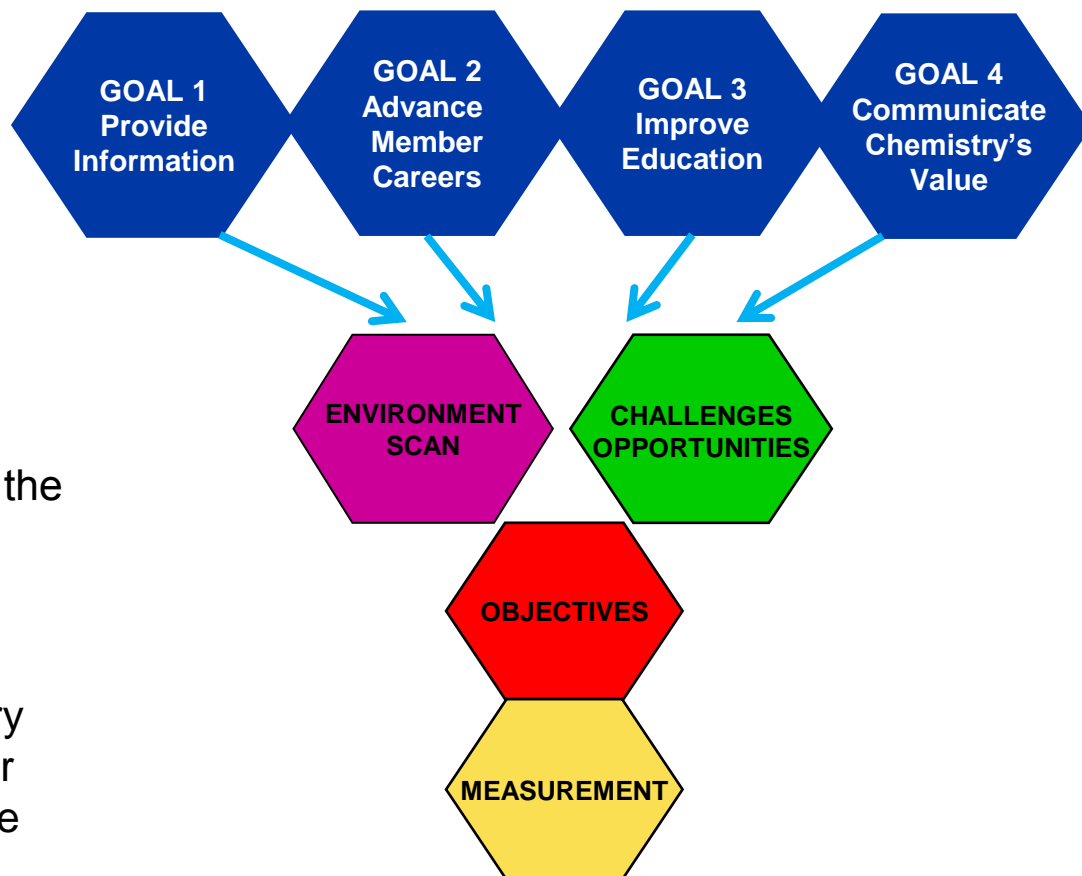 GOAL 1
Provide
Information
GOAL 2
Advance
Member
Careers
GOAL 3
Improve
Education
GOAL 4
Communicate
Chemistry’s
Value
ENVIRONMENT
SCAN
CHALLENGES
OPPORTUNITIES
the
OBJECTIVES
MEASUREMENT